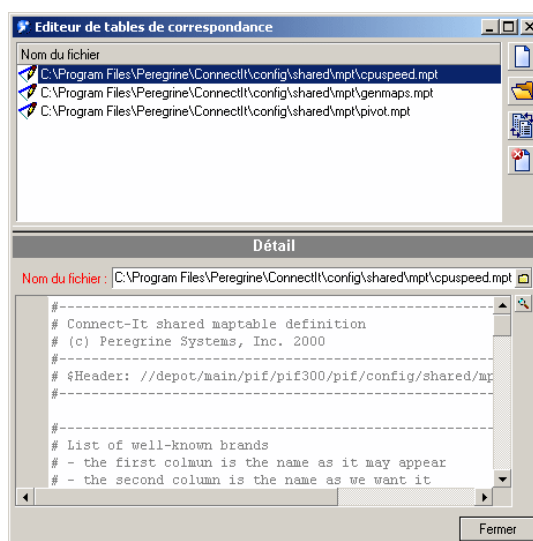 Editeur de tables de correspondance
Nom du fichier
C:\Program Files\Peregrine\ConnectIt\config\shared\mpt\cpuspeed.mpt
C:\Program Files\Peregrine\ConnectIt\config\shared\mpt\genmaps.mpt
C:\Program Files\Peregrine\ConnectIt\config\shared\mpt\pivot.mpt
Détail
Nom du fichier : C:\Program Files\Peregrine\ConnectIt\config\shared\mpt\cpuspeed.mpt
#------------------------------------------------------
# Connect-It shared maptable definition
# (c) Peregrine Systems, Inc. 2000
#------------------------------------------------------
# $Header: //depot/main/pif/pif300/pif/config/shared/mp
#------------------------------------------------------
#------------------------------------------------------
# List of well-known brands
# - the first colmun is the name as it may appear
# - the second column is the name as we want it
Fermer